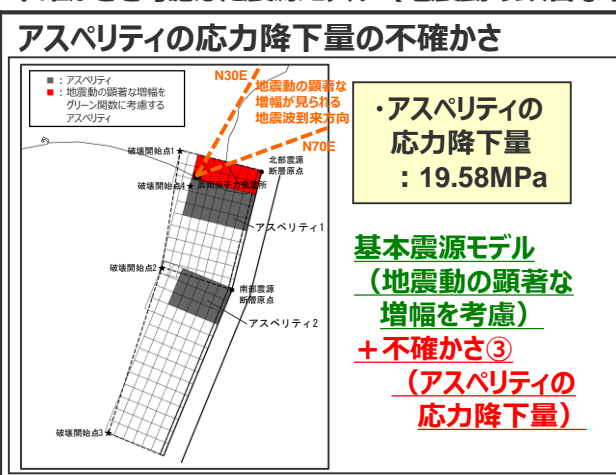 アスペリティの応力降下量の不確かさ
■：アスペリティ
■：地震動の顕著な増幅を
グリーン関数に考慮する
アスペリティ
N30E
地震動の顕著な
増幅が見られる
地震波到来方向
N70E
破壊開始点1
北部震源
断層原点
破壊開始点4
浜岡原子力発電所
アスペリティ1
破壊開始点2
南部震源
断層原点
アスペリティ2
破壊開始点3
・アスペリティの
応力降下量
：19.58MPa
基本震源モデル
（地震動の顕著な
増幅を考慮）
＋不確かさ③
（アスペリティの
応力降下量）